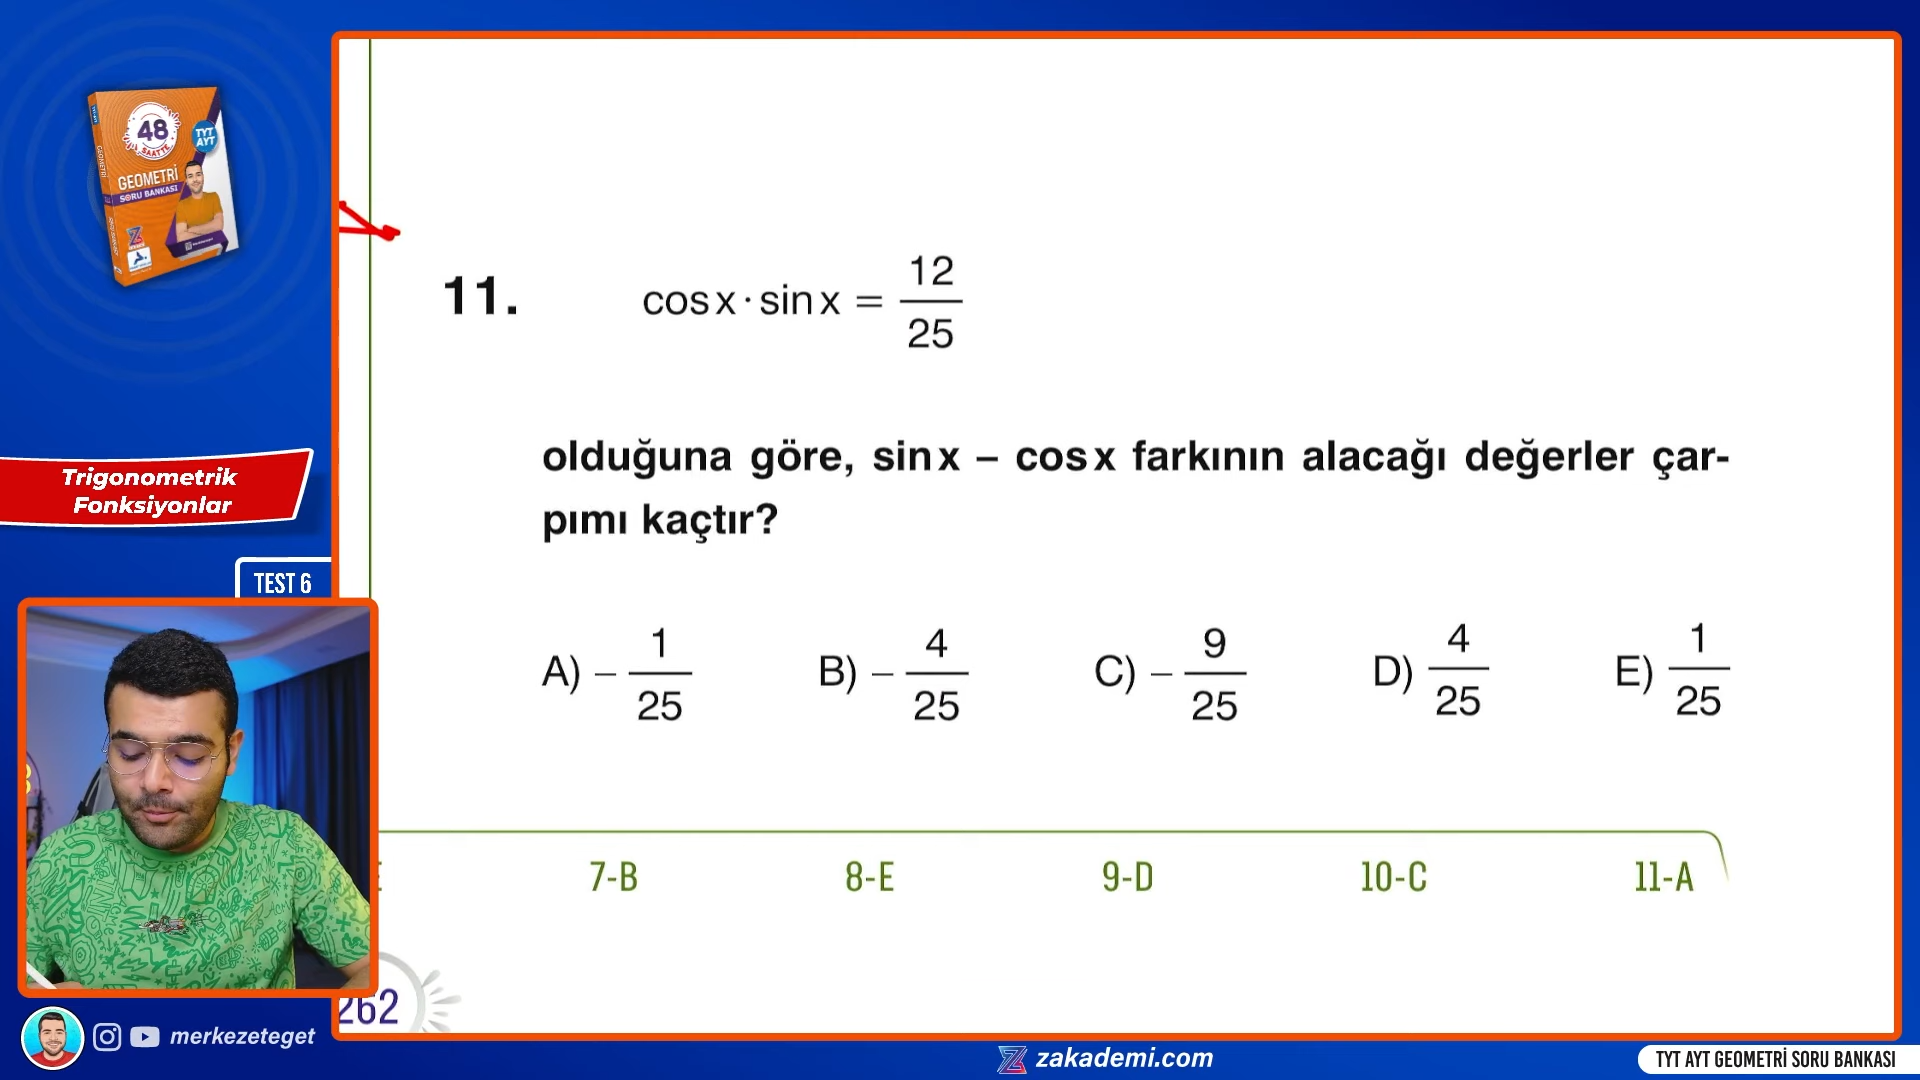 48
SAATTE
TYT
AYT
GEOMETRİ
SORU BANKASI
Trigonometrik
Fonksiyonlar
TEST 6
11. cos x · sin x = 12/25
olduğuna göre, sin x – cos x farkının alacağı değerler çar-
pımı kaçtır?
A) – 1/25 B) – 4/25 C) – 9/25 D) 4/25 E) 1/25
7-B 8-E 9-D 10-C 11-A
262
merkezeteget
zakademi.com
TYT AYT GEOMETRİ SORU BANKASI